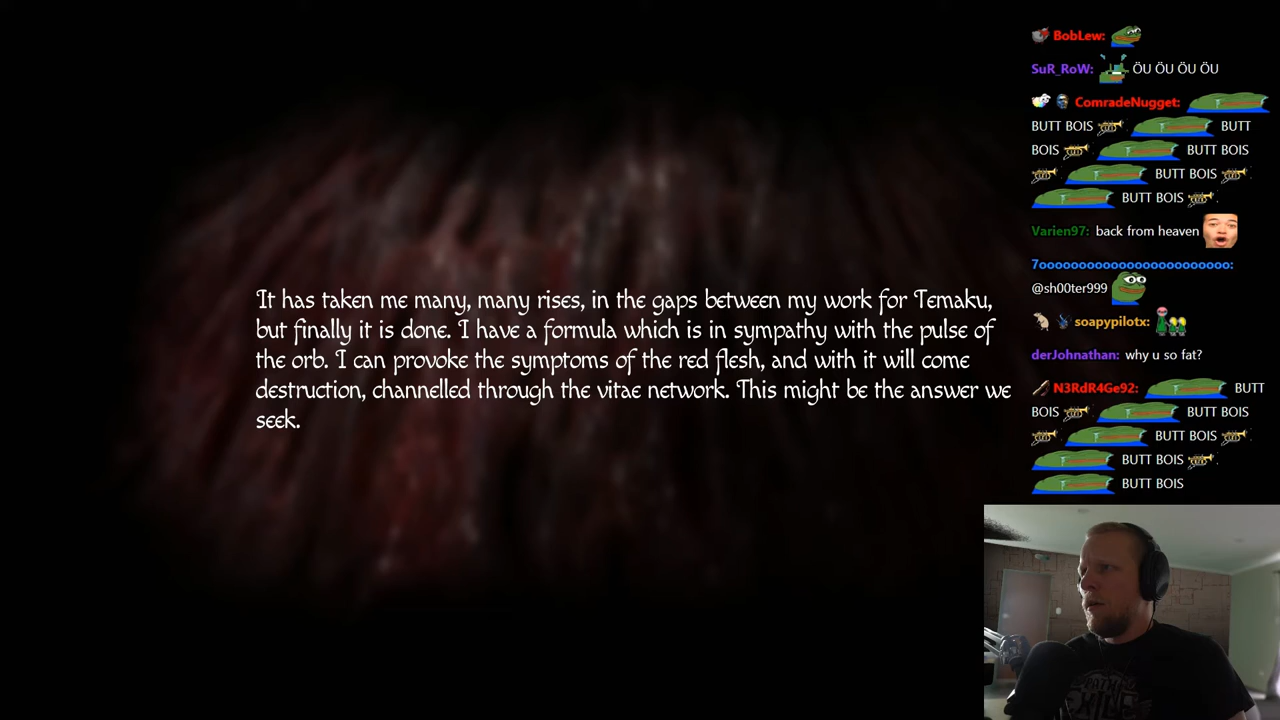 It has taken me many, many rises, in the gaps between my work for Temaku,
but finally it is done. I have a formula which is in sympathy with the pulse of
the orb. I can provoke the symptoms of the red flesh, and with it will come
destruction, channelled through the vitae network. This might be the answer we
seek.
BobLew:
SuR_RoW: ÖU ÖU ÖU ÖU
ComradeNugget:
BUTT BOIS BUTT
BOIS BUTT BOIS
BUTT BOIS
BUTT BOIS
Varien97: back from heaven
7oooooooooooooooooooooooo:
@sh00ter999
soapypilotx:
derJohnathan: why u so fat?
N3RdR4Ge92: BUTT
BOIS BUTT BOIS
BUTT BOIS
BUTT BOIS
BUTT BOIS
PATH
EXILE